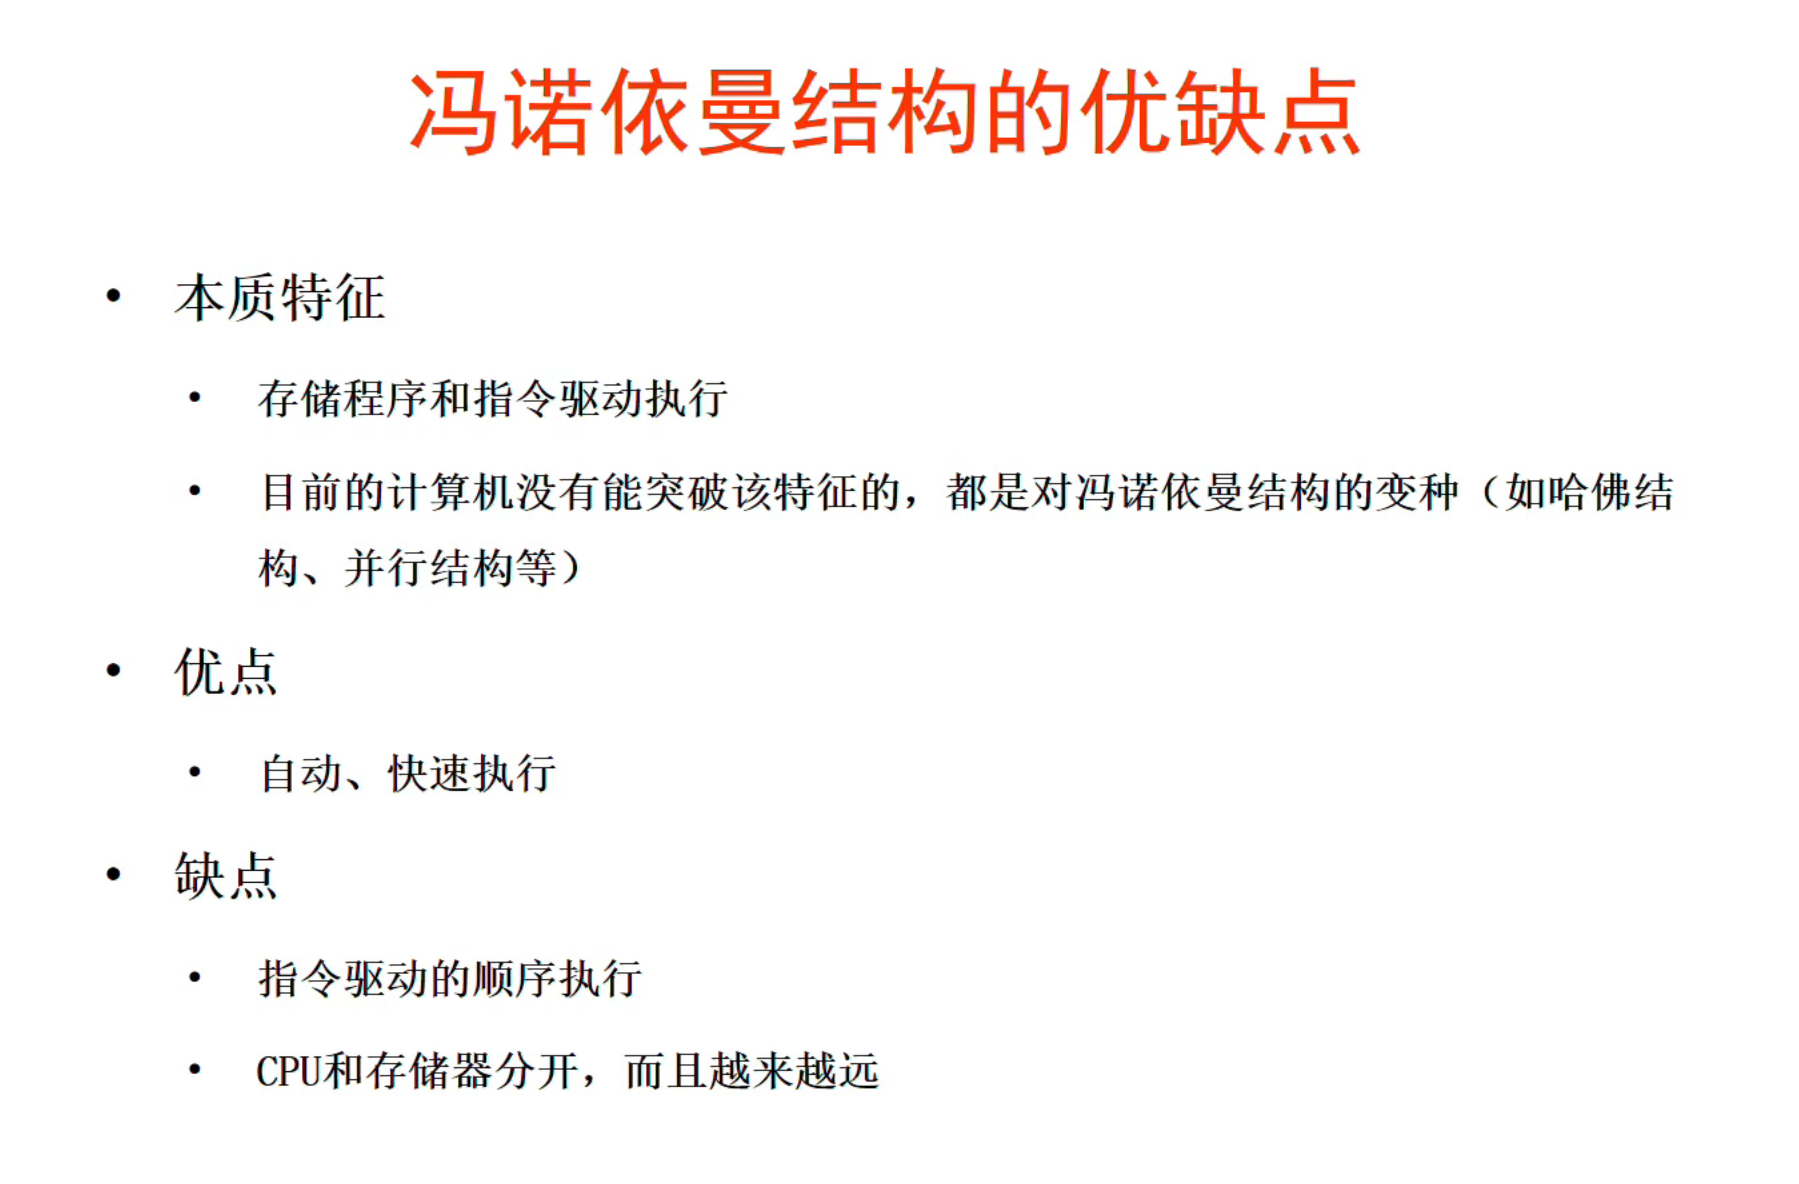 冯诺依曼结构的优缺点
• 本质特征
• 存储程序和指令驱动执行
• 目前的计算机没有能突破该特征的，都是对冯诺依曼结构的变种（如哈佛结
构、并行结构等）
• 优点
• 自动、快速执行
• 缺点
• 指令驱动的顺序执行
• CPU和存储器分开，而且越来越远